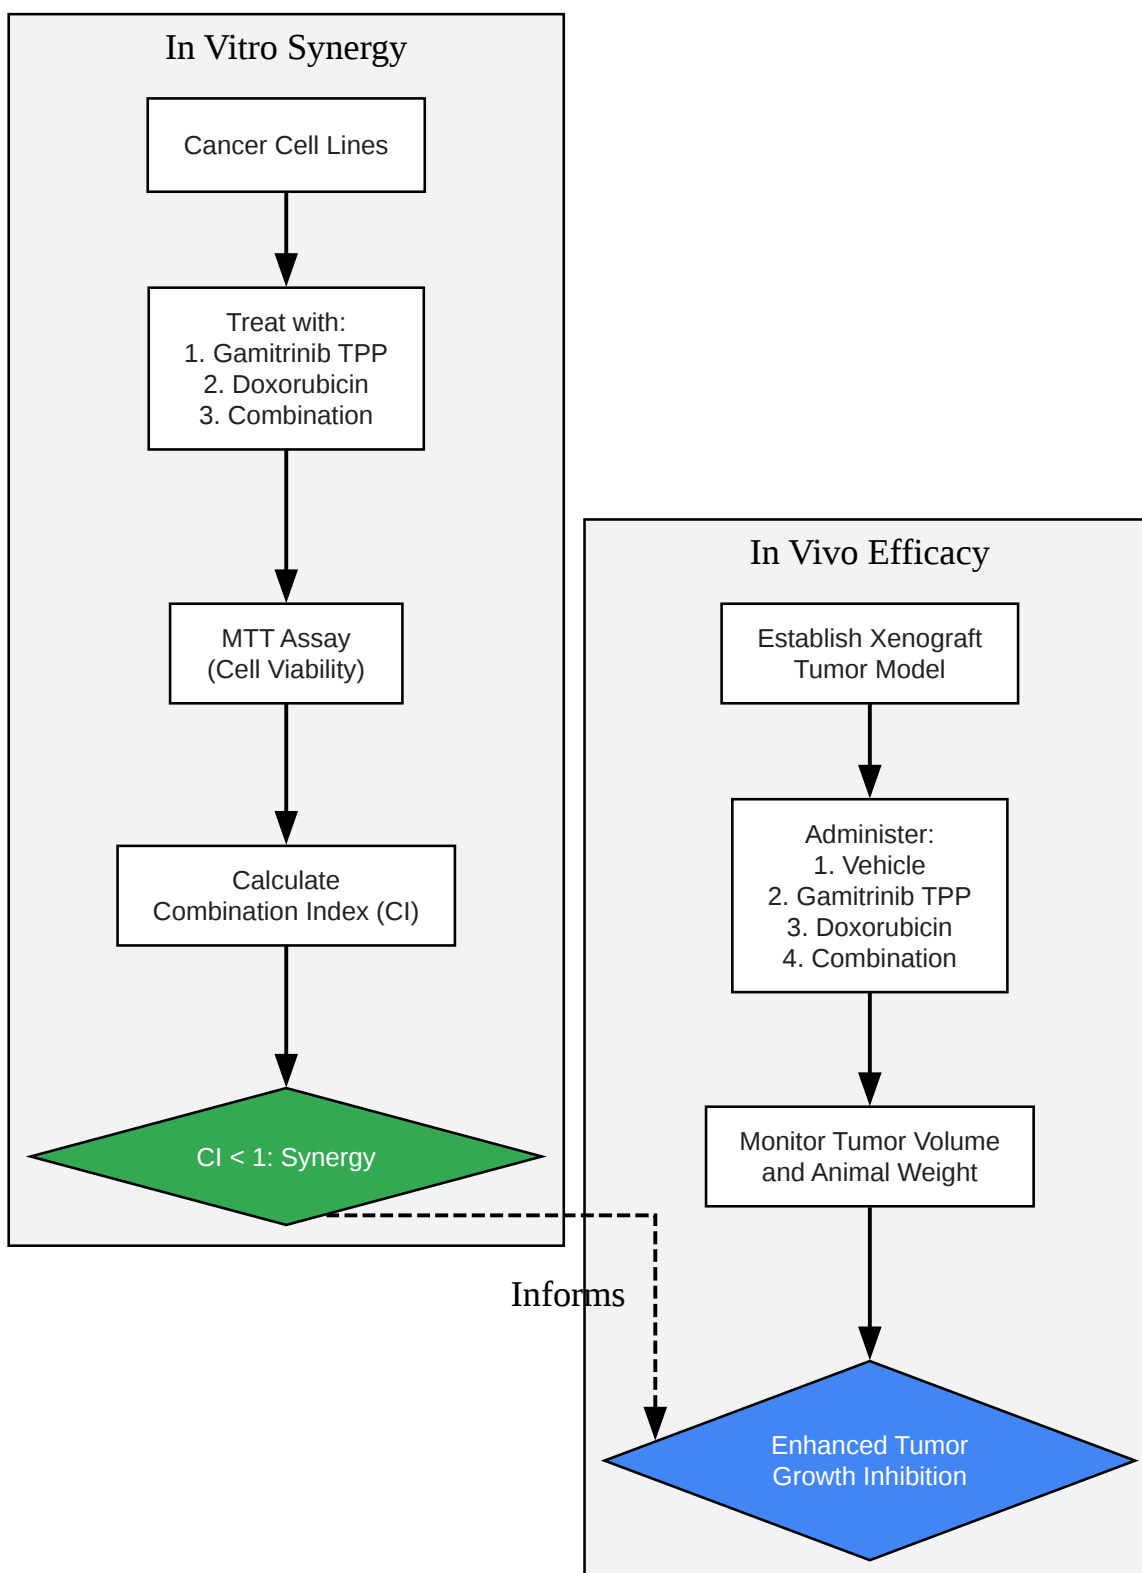 In Vitro Synergy
Cancer Cell Lines
Treat with:
1. Gamitrinib TPP
2. Doxorubicin
3. Combination
MTT Assay
(Cell Viability)
Calculate
Combination Index (CI)
CI < 1: Synergy
Informs
In Vivo Efficacy
Establish Xenograft
Tumor Model
Administer:
1. Vehicle
2. Gamitrinib TPP
3. Doxorubicin
4. Combination
Monitor Tumor Volume
and Animal Weight
Enhanced Tumor
Growth Inhibition